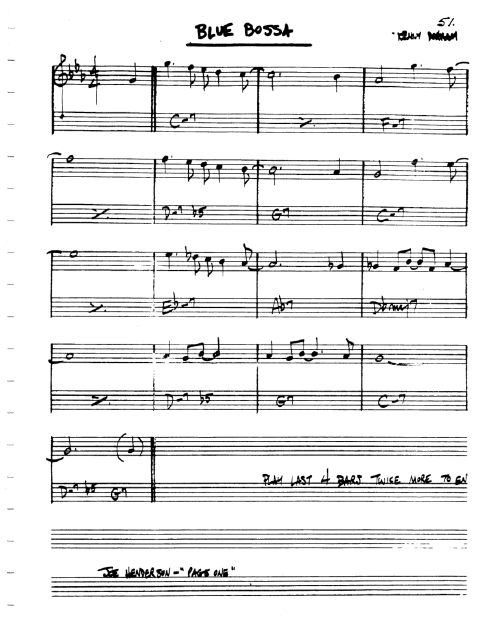 51.
BLUE BOSSA
- KENNY DORHAM
C-7 F-7
D-7 b5 G7 C-7
Eb-7 Ab7 Dbmaj7
D-7 b5 G7 C-7
D-7 b5 G7
PLAY LAST 4 BARS TWICE MORE TO EN
JOE HENDERSON - "PAGE ONE"